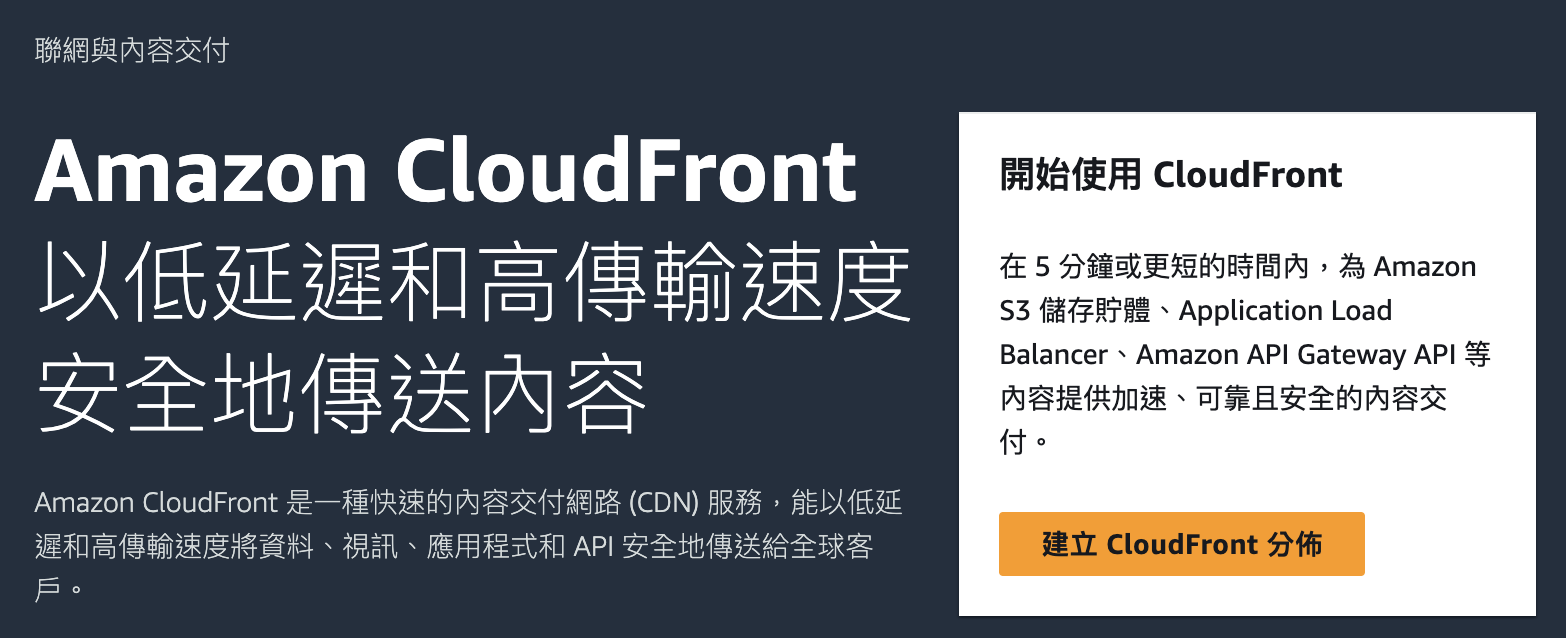 聯網與內容交付
Amazon CloudFront
以低延遲和高傳輸速度
安全地傳送內容
Amazon CloudFront 是一種快速的內容交付網路 (CDN) 服務，能以低延
遲和高傳輸速度將資料、視訊、應用程式和 API 安全地傳送給全球客
戶。
開始使用 CloudFront
在 5 分鐘或更短的時間內，為 Amazon
S3 儲存貯體、Application Load
Balancer、Amazon API Gateway API 等
內容提供加速、可靠且安全的內容交
付。
建立 CloudFront 分佈